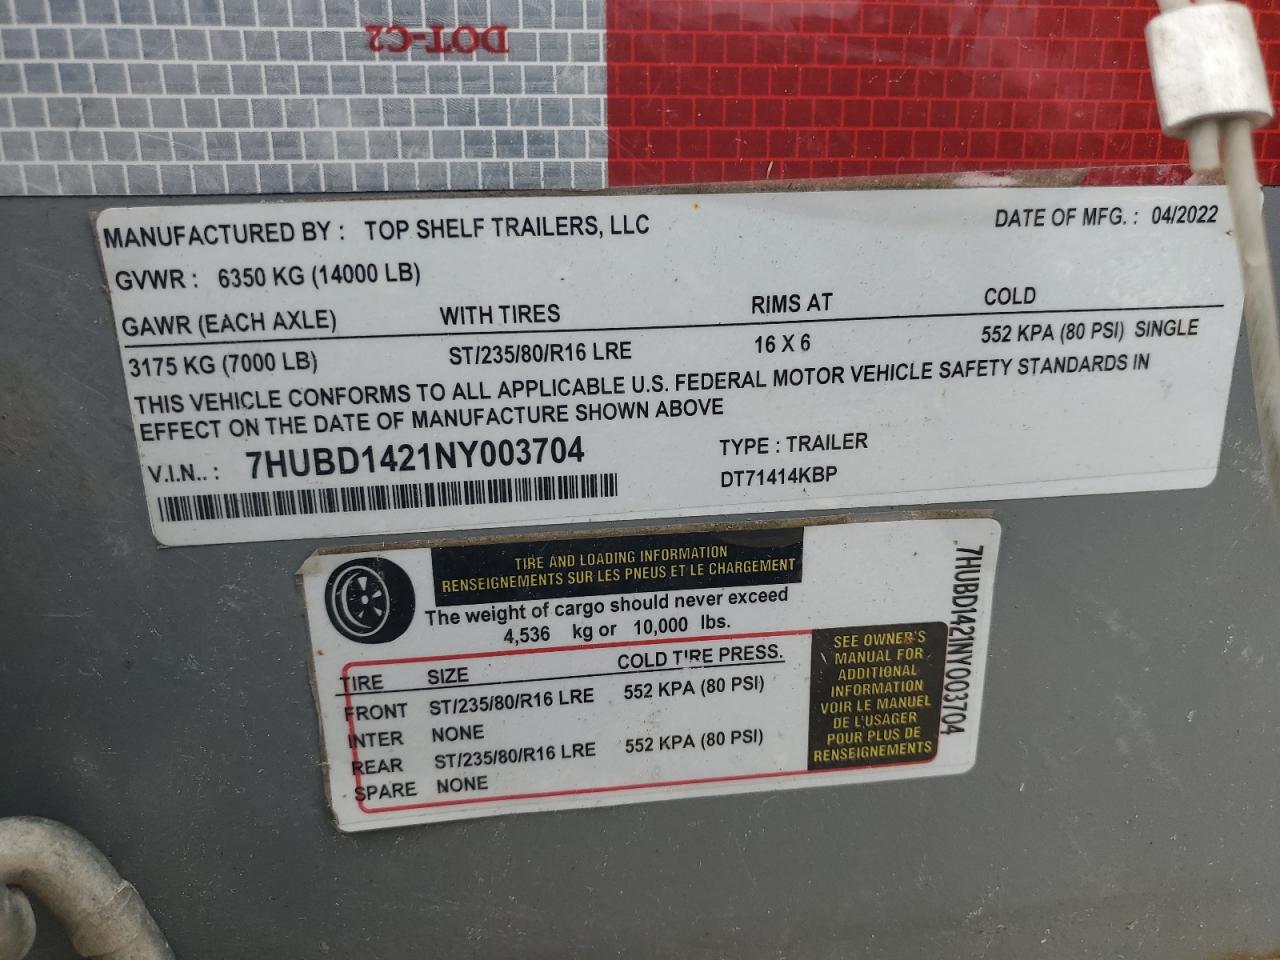 DOT-C2
MANUFACTURED BY : TOP SHELF TRAILERS, LLC DATE OF MFG. : 04/2022
GVWR : 6350 KG (14000 LB)
GAWR (EACH AXLE) WITH TIRES RIMS AT COLD
3175 KG (7000 LB) ST/235/80/R16 LRE 16 X 6 552 KPA (80 PSI) SINGLE
THIS VEHICLE CONFORMS TO ALL APPLICABLE U.S. FEDERAL MOTOR VEHICLE SAFETY STANDARDS IN
EFFECT ON THE DATE OF MANUFACTURE SHOWN ABOVE
V.I.N.. : 7HUBD1421NY003704 TYPE : TRAILER
DT71414KBP
TIRE AND LOADING INFORMATION
RENSEIGNEMENTS SUR LES PNEUS ET LE CHARGEMENT
The weight of cargo should never exceed
4,536 kg or 10,000 lbs.
TIRE SIZE COLD TIRE PRESS.
FRONT ST/235/80/R16 LRE 552 KPA (80 PSI)
INTER NONE
REAR ST/235/80/R16 LRE 552 KPA (80 PSI)
SPARE NONE
SEE OWNER'S
MANUAL FOR
ADDITIONAL
INFORMATION
VOIR LE MANUEL
DE L'USAGER
POUR PLUS DE
RENSEIGNEMENTS
7HUBD1421NY003704